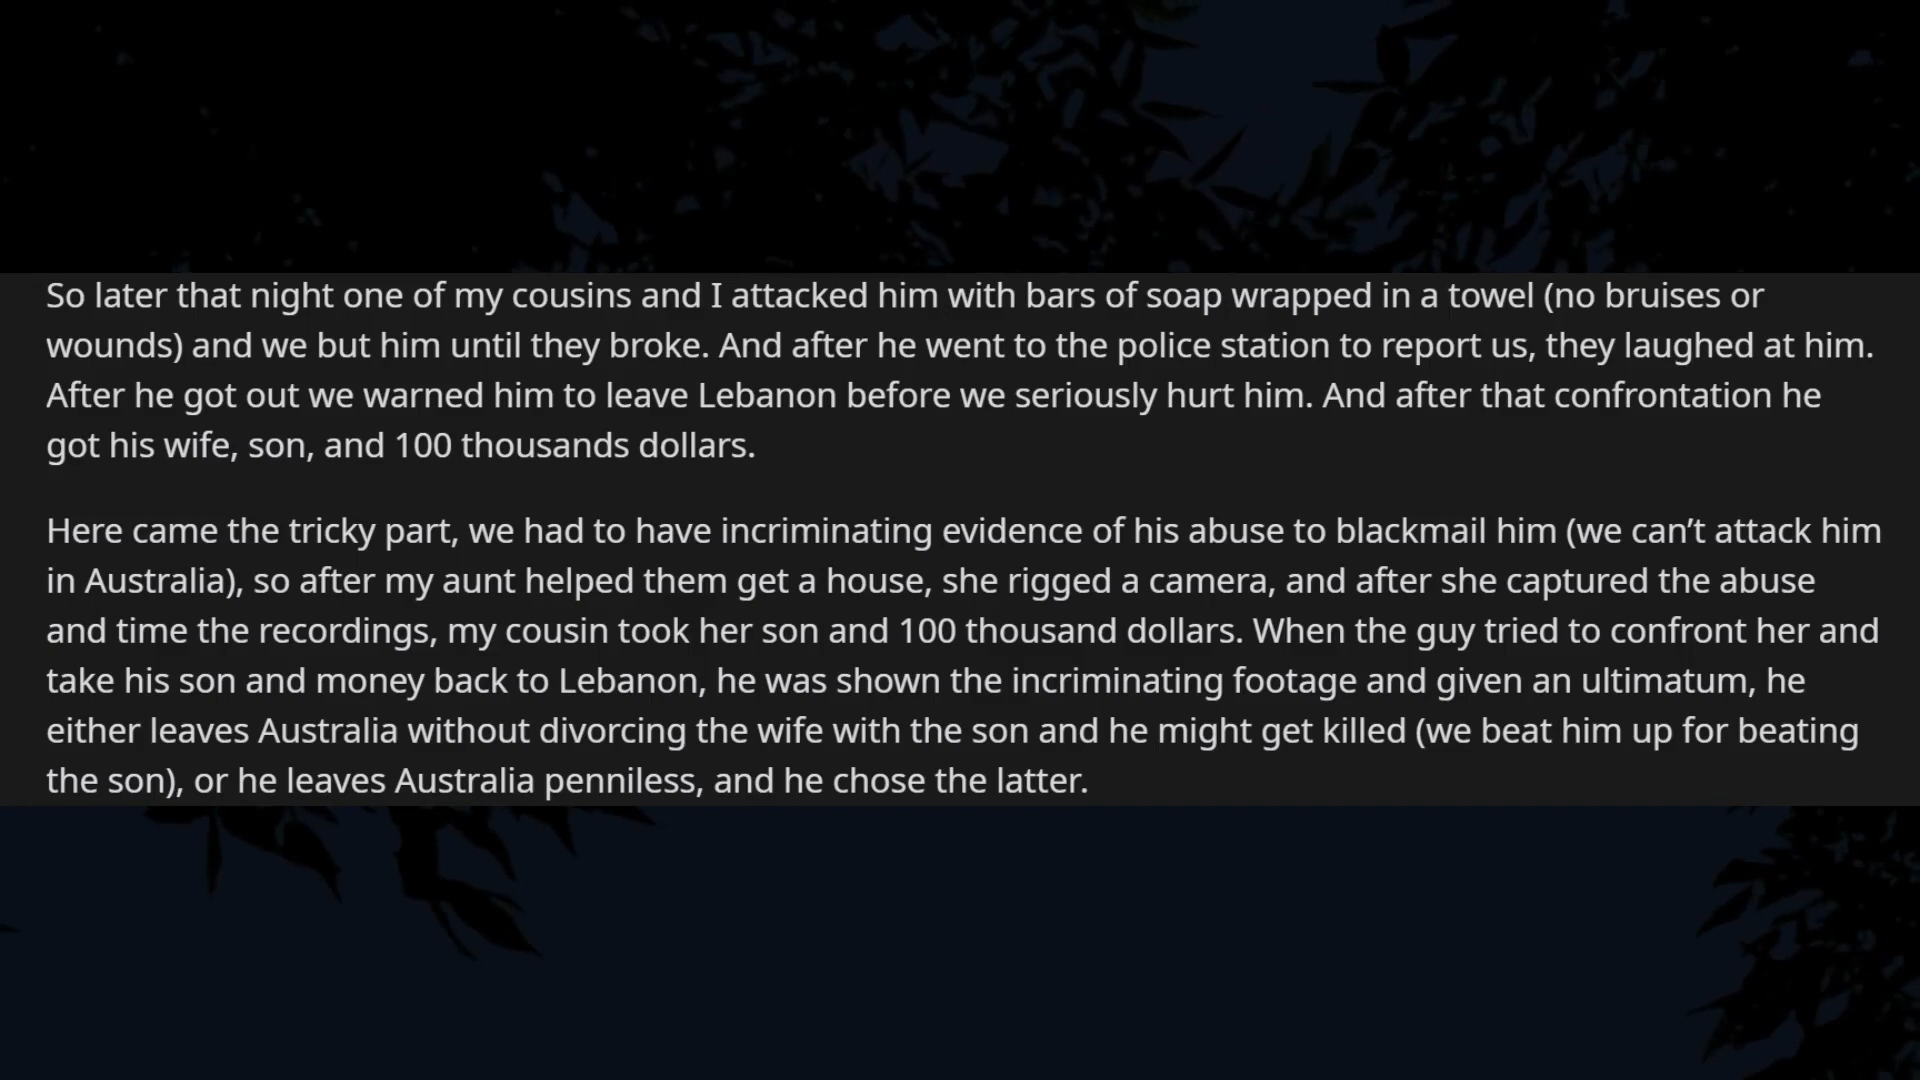 So later that night one of my cousins and I attacked him with bars of soap wrapped in a towel (no bruises or
wounds) and we but him until they broke. And after he went to the police station to report us, they laughed at him.
After he got out we warned him to leave Lebanon before we seriously hurt him. And after that confrontation he
got his wife, son, and 100 thousands dollars.
Here came the tricky part, we had to have incriminating evidence of his abuse to blackmail him (we can’t attack him
in Australia), so after my aunt helped them get a house, she rigged a camera, and after she captured the abuse
and time the recordings, my cousin took her son and 100 thousand dollars. When the guy tried to confront her and
take his son and money back to Lebanon, he was shown the incriminating footage and given an ultimatum, he
either leaves Australia without divorcing the wife with the son and he might get killed (we beat him up for beating
the son), or he leaves Australia penniless, and he chose the latter.